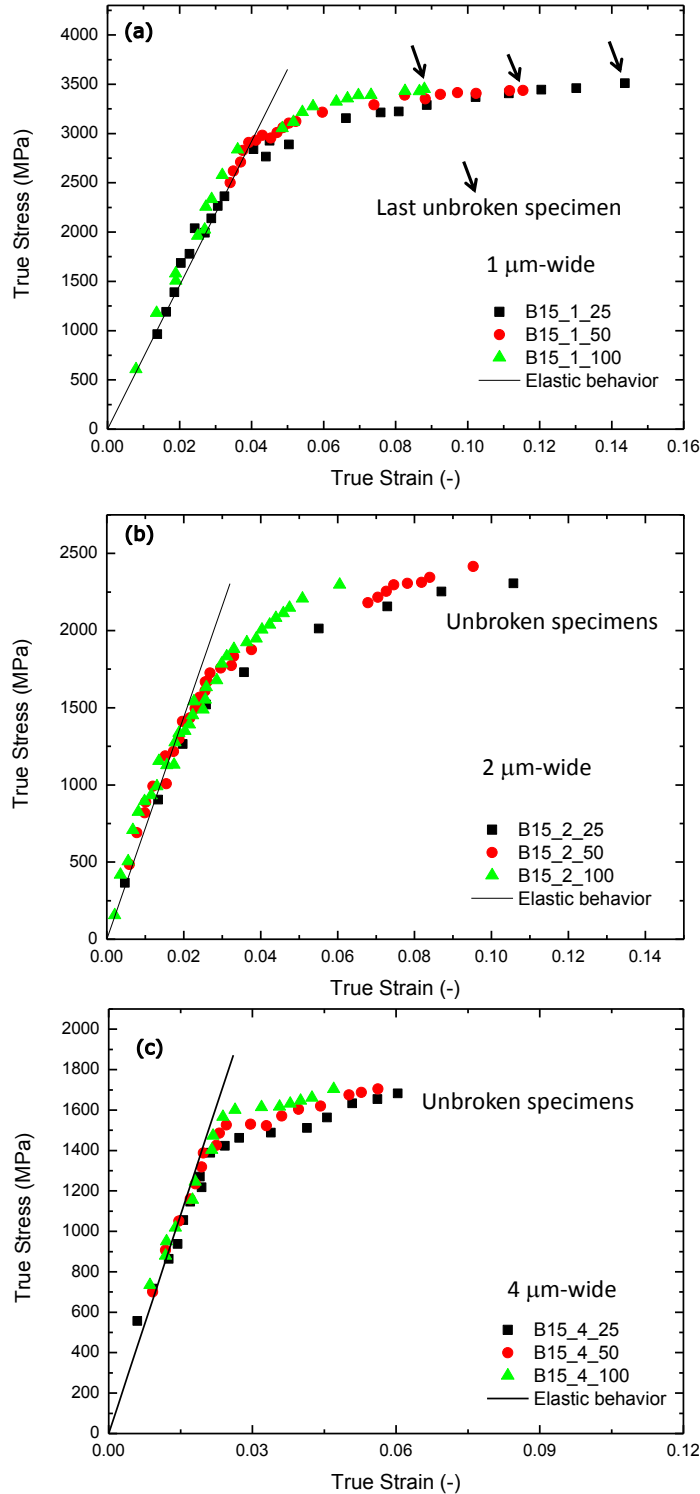 (a)
4000
3500
3000
2500
2000
1500
1000
500
0
True Stress (MPa)
Last unbroken specimen
1 μm-wide
B15_1_25
B15_1_50
B15_1_100
Elastic behavior
0.00 0.02 0.04 0.06 0.08 0.10 0.12 0.14 0.16
True Strain (-)
(b)
2500
2000
1500
1000
500
0
True Stress (MPa)
Unbroken specimens
2 μm-wide
B15_2_25
B15_2_50
B15_2_100
Elastic behavior
0.00 0.02 0.04 0.06 0.08 0.10 0.12 0.14
True Strain (-)
(c)
2000
1800
1600
1400
1200
1000
800
600
400
200
0
True Stress (MPa)
Unbroken specimens
4 μm-wide
B15_4_25
B15_4_50
B15_4_100
Elastic behavior
0.00 0.03 0.06 0.09 0.12
True Strain (-)